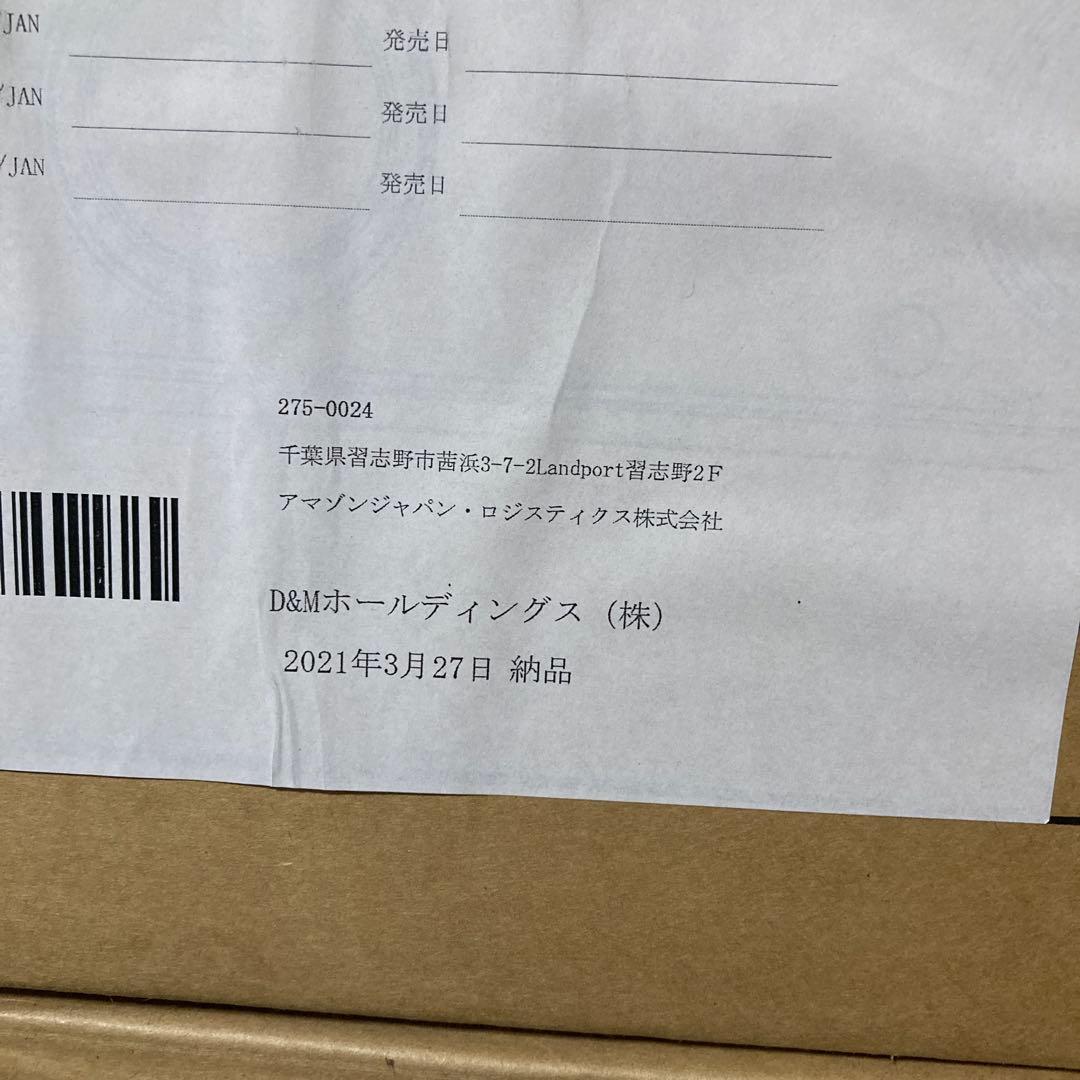 /JAN 発売日
/JAN 発売日
/JAN 発売日
275-0024
千葉県習志野市茜浜3-7-2Landport習志野2F
アマゾンジャパン・ロジスティクス株式会社
D&Mホールディングス（株）
2021年3月27日 納品